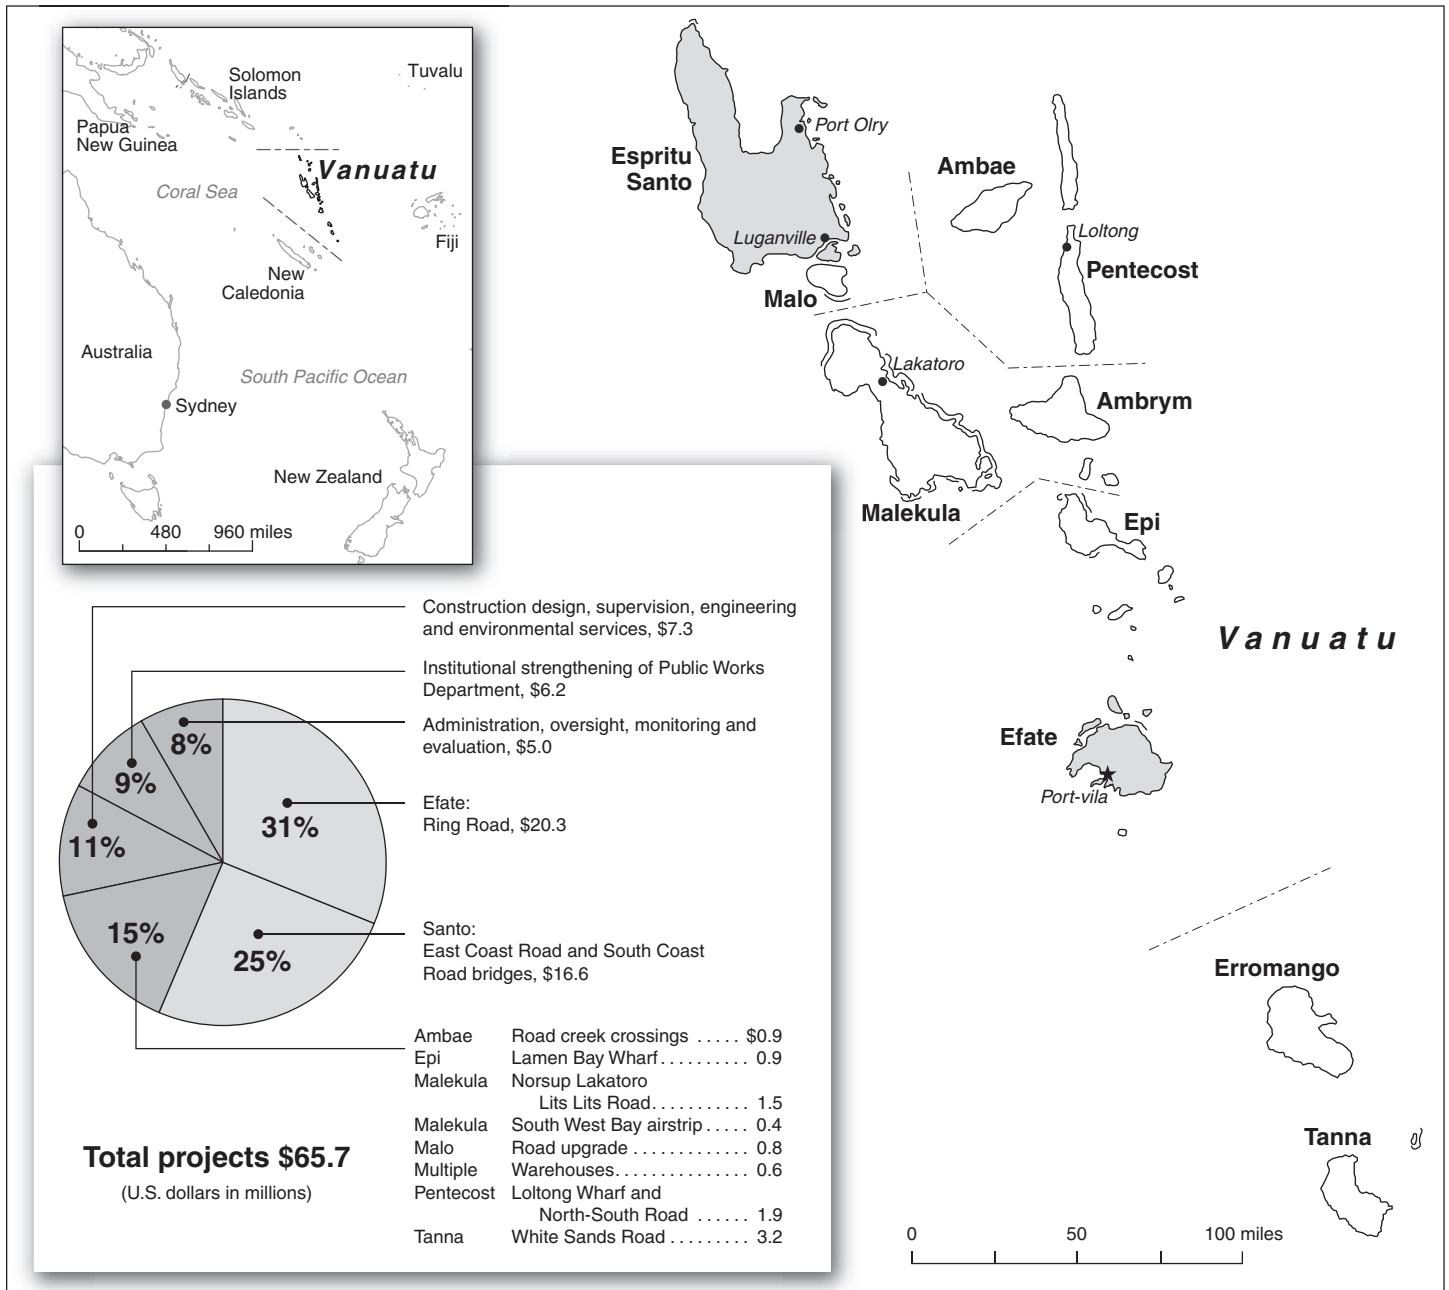 Solomon
Islands
Tuvalu
Papua
New Guinea
Vanuatu
Coral Sea
Fiji
New
Caledonia
Australia
South Pacific Ocean
Sydney
New Zealand
0 480 960 miles
Port Olry
Espritu
Santo
Ambae
Luganville
Loltong
Pentecost
Malo
Lakatoro
Ambrym
Malekula
Epi
Vanuatu
Efate
Port-vila
Erromango
Tanna
0 50 100 miles
Construction design, supervision, engineering
and environmental services, $7.3
Institutional strengthening of Public Works
Department, $6.2
Administration, oversight, monitoring and
evaluation, $5.0
8%
9%
11%
31%
Efate:
Ring Road, $20.3
15%
25%
Santo:
East Coast Road and South Coast
Road bridges, $16.6
Ambae Road creek crossings ..... $0.9
Epi Lamen Bay Wharf.......... 0.9
Malekula Norsup Lakatoro
Lits Lits Road........... 1.5
Malekula South West Bay airstrip ..... 0.4
Malo Road upgrade ............. 0.8
Multiple Warehouses............... 0.6
Pentecost Loltong Wharf and
North-South Road ...... 1.9
Tanna White Sands Road ......... 3.2
Total projects $65.7
(U.S. dollars in millions)